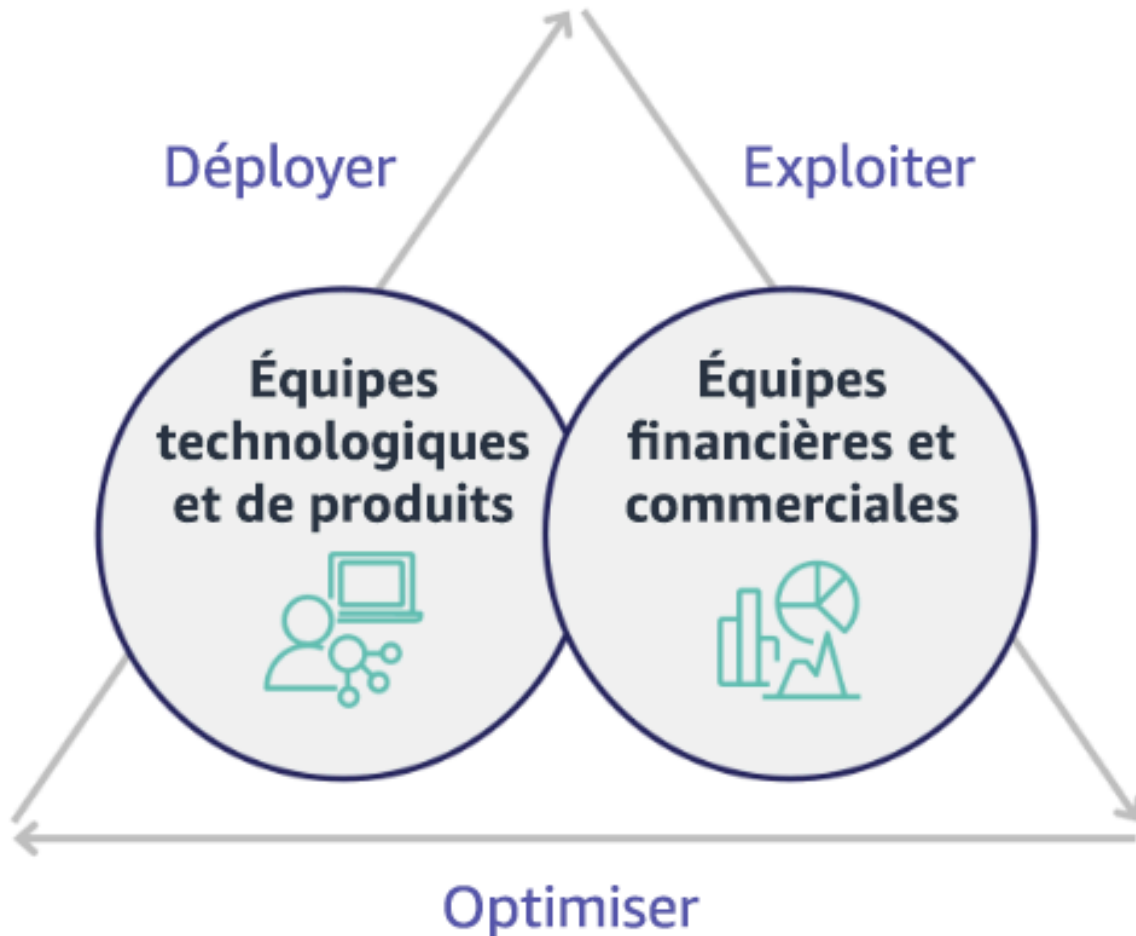 Déployer
Exploiter
Équipes
technologiques
et de produits
Équipes
financières et
commerciales
Optimiser